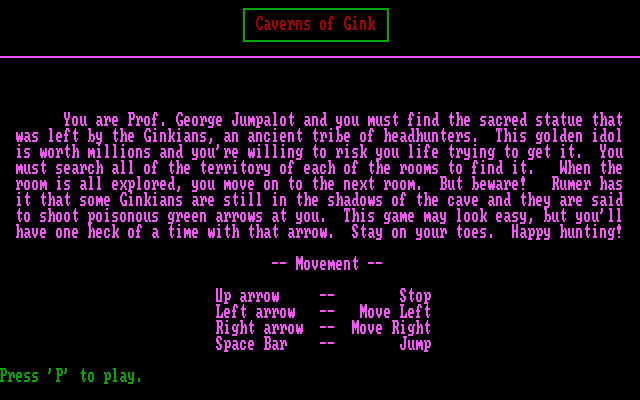 Caverns of Gink
You are Prof. George Jumpalot and you must find the sacred statue that
was left by the Ginkians, an ancient tribe of headhunters.  This golden idol
is worth millions and you're willing to risk you life trying to get it.  You
must search all of the territory of each of the rooms to find it.  When the
room is all explored, you move on to the next room.  But beware!  Rumer has
it that some Ginkians are still in the shadows of the cave and they are said
to shoot poisonous green arrows at you.  This game may look easy, but you'll
have one heck of a time with that arrow.  Stay on your toes.  Happy hunting!
-- Movement --
Up arrow -- Stop
Left arrow -- Move Left
Right arrow -- Move Right
Space Bar -- Jump
Press 'P' to play.